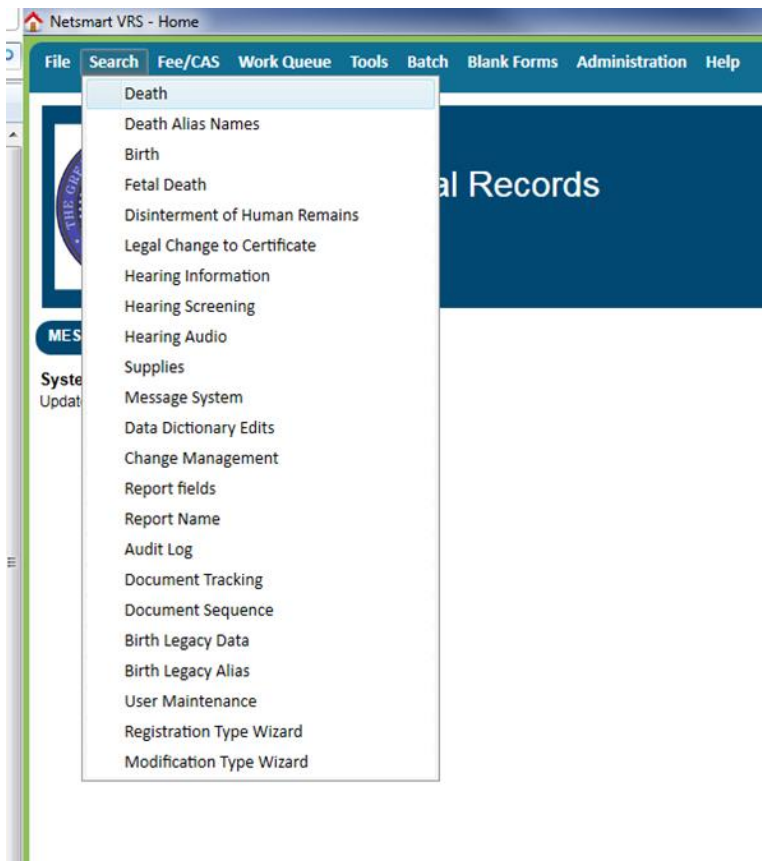 Netsmart VRS - Home
File Search Fee/CAS Work Queue Tools Batch Blank Forms Administration Help
Death
Death Alias Names
Birth
Fetal Death
al Records
THE GRE
Disinterment of Human Remains
Legal Change to Certificate
Hearing Information
Hearing Screening
MES
Hearing Audio
Supplies
Syste
Updat
Message System
Data Dictionary Edits
Change Management
Report fields
Report Name
Audit Log
Document Tracking
Document Sequence
Birth Legacy Data
Birth Legacy Alias
User Maintenance
Registration Type Wizard
Modification Type Wizard